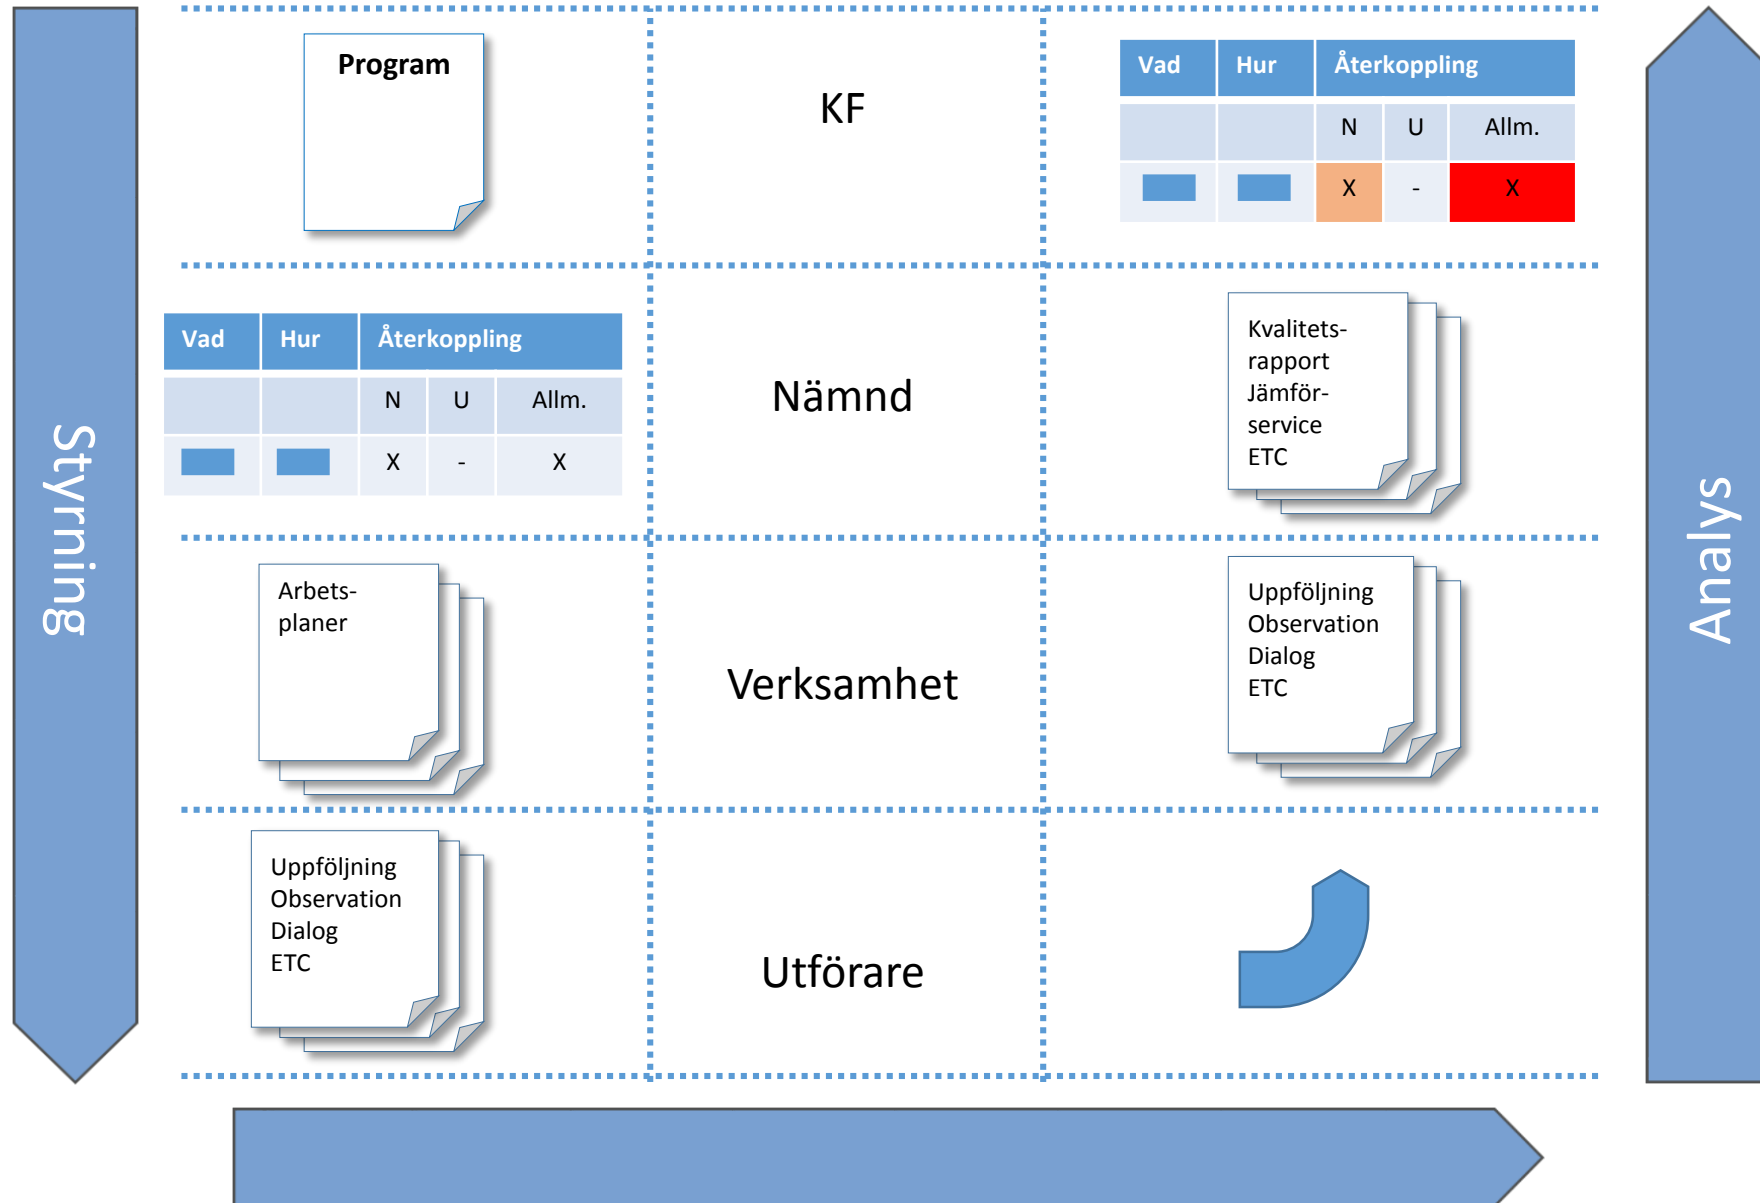 Styrning
Program
KF
Vad Hur Återkoppling
N U Allm.
X - X
Vad Hur Återkoppling
N U Allm.
X - X
Nämnd
Kvalitets-
rapport
Jämför-
service
ETC
Arbets-
planer
Verksamhet
Uppföljning
Observation
Dialog
ETC
Uppföljning
Observation
Dialog
ETC
Utförare
Analys